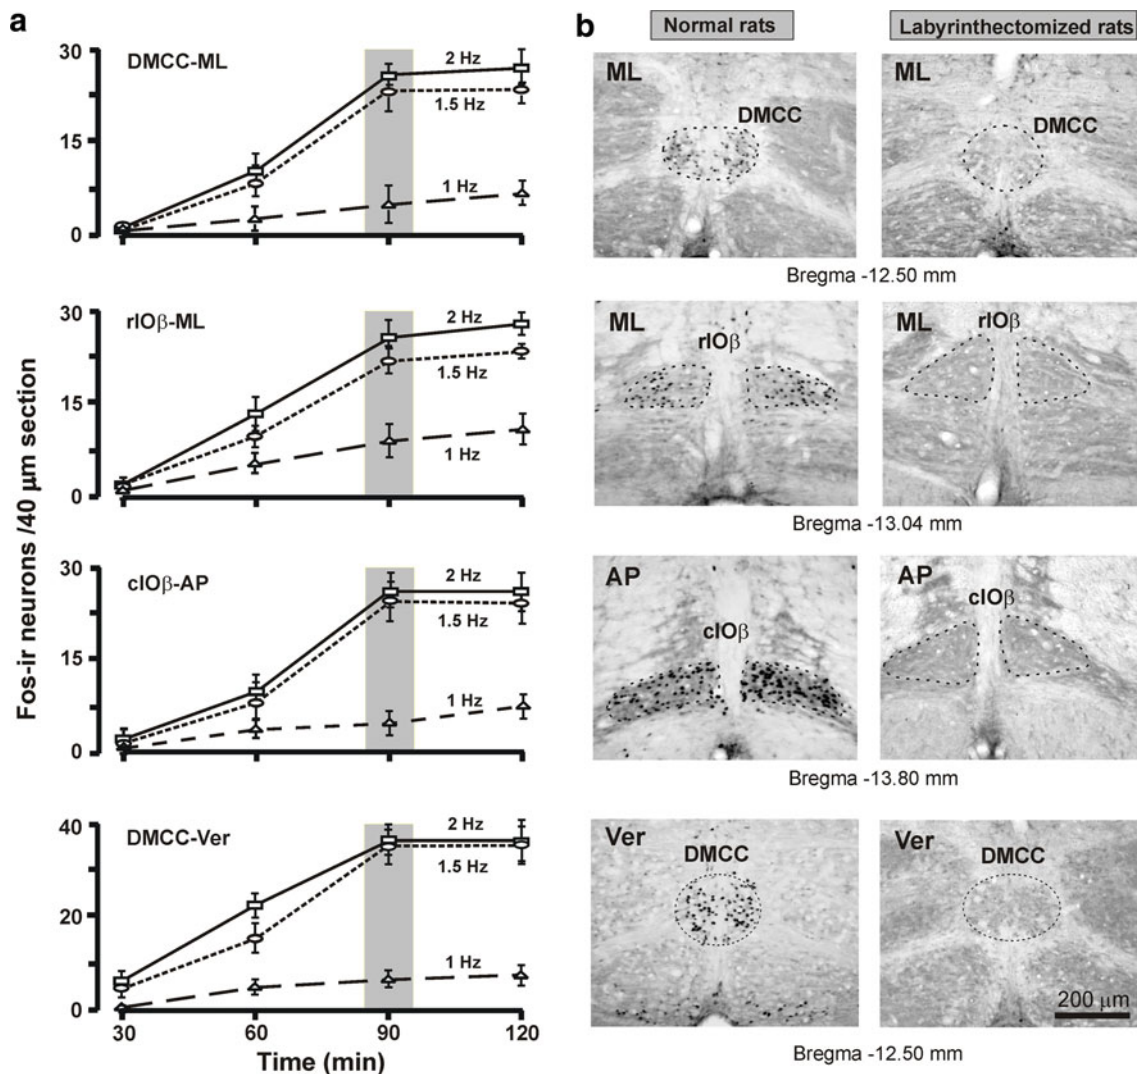 a
Fos-ir neurons /40 μm section
DMCC-ML
30
15
0
2 Hz
1.5 Hz
1 Hz
rIOβ-ML
30
15
0
2 Hz
1.5 Hz
1 Hz
cIOβ-AP
30
15
0
2 Hz
1.5 Hz
1 Hz
DMCC-Ver
40
20
0
2 Hz
1.5 Hz
1 Hz
30 60 90 120
Time (min)
b
Normal rats
Labyrinthectomized rats
ML
DMCC
ML
DMCC
Bregma -12.50 mm
ML
rIOβ
ML
rIOβ
Bregma -13.04 mm
AP
cIOβ
AP
cIOβ
Bregma -13.80 mm
Ver
DMCC
Ver
DMCC
200 μm
Bregma -12.50 mm